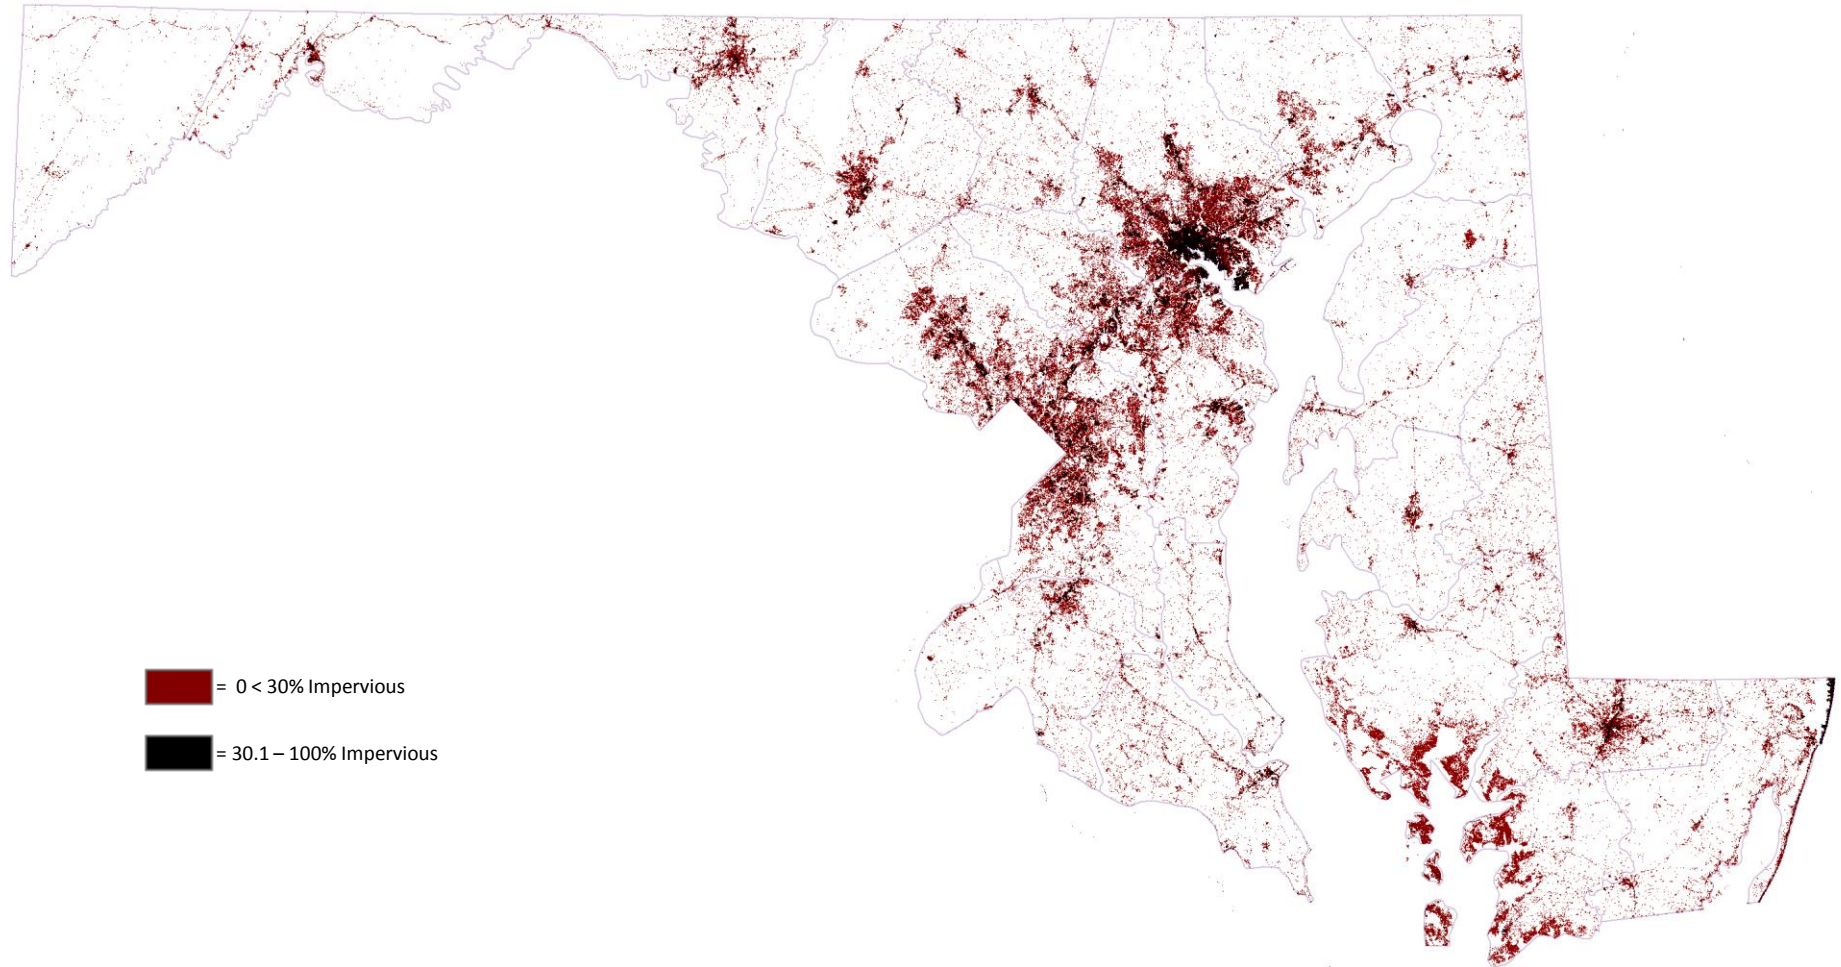 = 0 < 30% Impervious
= 30.1 – 100% Impervious